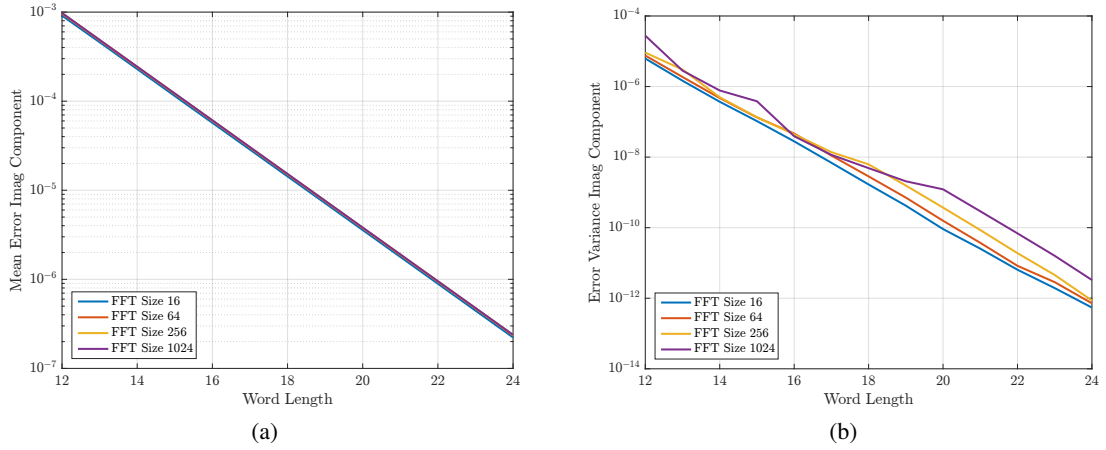 10^-3
10^-4
10^-5
10^-6
10^-7
Mean Error Imag Component
FFT Size 16
FFT Size 64
FFT Size 256
FFT Size 1024
12 14 16 18 20 22 24
Word Length
(a)
10^-4
10^-6
10^-8
10^-10
10^-12
10^-14
Error Variance Imag Component
FFT Size 16
FFT Size 64
FFT Size 256
FFT Size 1024
12 14 16 18 20 22 24
Word Length
(b)